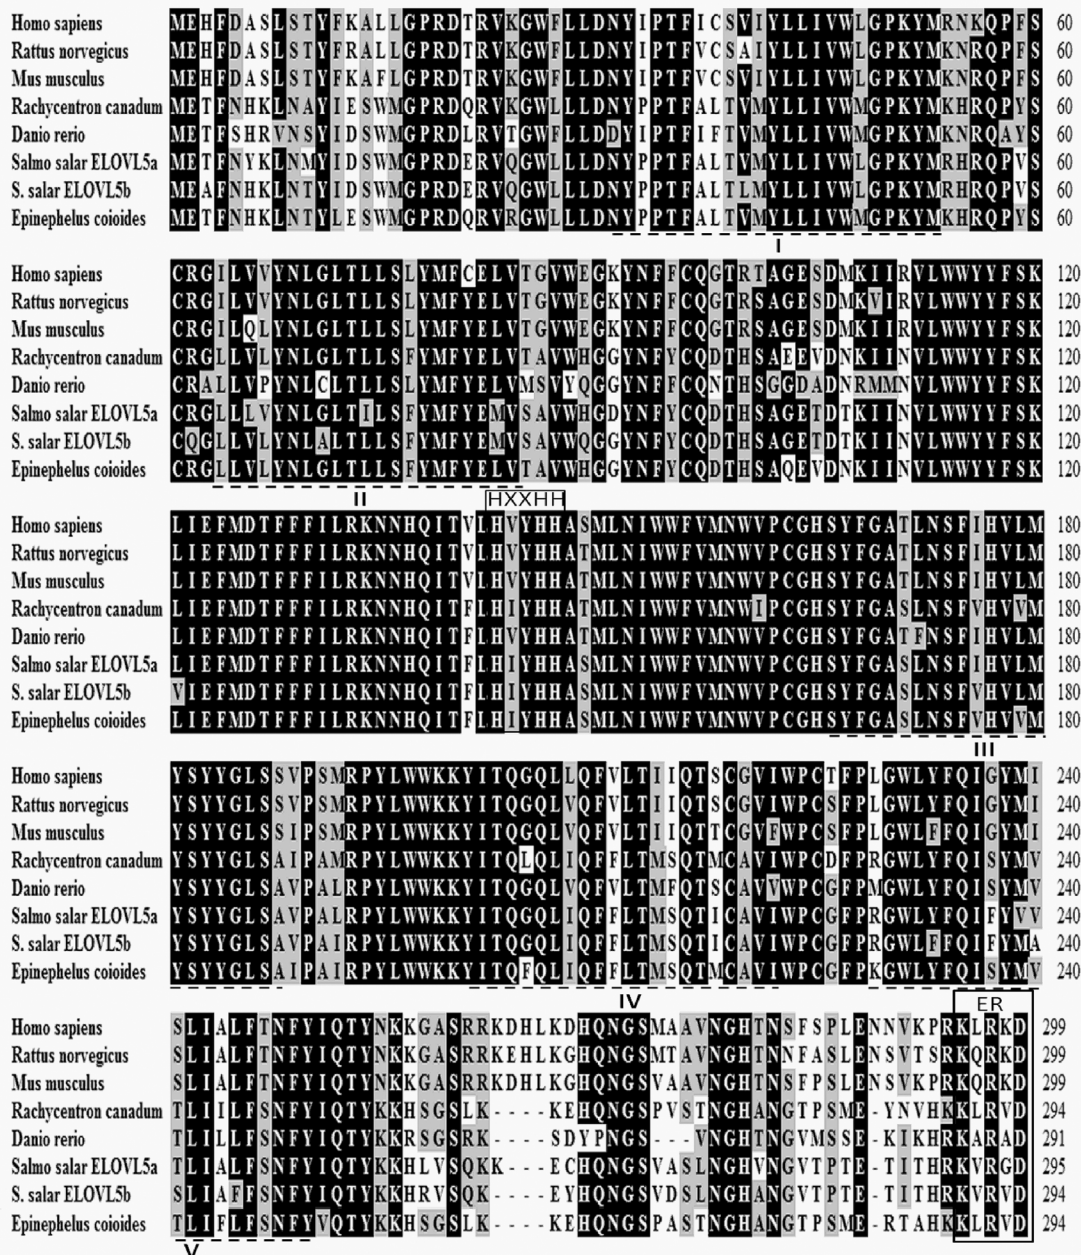 Homo sapiens MEHFDASLSTYFKALLGPRDTRVKGWFLLDNYIPTFICSVIYLLIVWLGPKYMRNKQPFS 60
Rattus norvegicus MEHFDASLSTYFRALLGPRDTRVKGWFLLDNYIPTFVCSAIYLLIVWLGPKYMKNRQPFS 60
Mus musculus MEHFDASLSTYFKAFLGPRDTRVKGWFLLDNYIPTFVCSVIYLLIVWLGPKYMKNRQPFS 60
Rachycentron canadum METFNHKLNAYIESWMGPRDQRVKGWLLLDNYPPTFALTVMYLLIVWMGPKYMKHRQPYS 60
Danio rerio METFSHRVNSYIDSWMGPRDLRVTGWFLLDDYIPTFIFTVMYLLIVWMGPKYMKNRQAYS 60
Salmo salar ELOVL5a METFNYKLNMYIDSWMGPRDERVQGWLLLDNYPPTFALTVMYLLIVWLGPKYMRHRQPVS 60
S. salar ELOVL5b MEAFNHKLNTYIDSWMGPRDERVQGWLLLDNYPPTFALTLMYLLIVWLGPKYMRHRQPVS 60
Epinephelus coioides METFNHKLNTYLESWMGPRDQRVRGWLLLDNYPPTFALTVMYLLIVWMGPKYMKHRQPYS 60
I
Homo sapiens CRGILVVYNLGLTLLSLYMFCELVTGVWEGKYNFFCQGTRTAGESDMKIIRVLWWYYFSK 120
Rattus norvegicus CRGILVVYNLGLTLLSLYMFYELVTGVWEGKYNFFCQGTRSAGESDMKVIRVLWWYYFSK 120
Mus musculus CRGILQLYNLGLTLLSLYMFYELVTGVWEGKYNFFCQGTRSAGESDMKIIRVLWWYYFSK 120
Rachycentron canadum CRGLLVLYNLGLTLLSFYMFYELVTAVWHGGYNFYCQDTHSAEEVDNKIINVLWWYYFSK 120
Danio rerio CRALLVPYNLCLTLLSLYMFYELVMSVYQGGYNFFCQNTHSGGDADNRMMNVLWWYYFSK 120
Salmo salar ELOVL5a CRGLLLVYNLGLTILSFYMFYEMVSAVWHGDYNFYCQDTHSAGETDTKIINVLWWYYFSK 120
S. salar ELOVL5b CQGLLVLYNLALTLLSFYMFYEMVSAVWQGGYNFYCQDTHSAGETDTKIINVLWWYYFSK 120
Epinephelus coioides CRGLLVLYNLGLTLLSFYMFYELVTAVWHGGYNFYCQDTHSAQEVDNKIINVLWWYYFSK 120
II HXXHH
Homo sapiens LIEFMDTFFFILRKNNHQITVLHVYHHASMLNIWWFVMNWVPCGHSYFGATLNSFIHVLM 180
Rattus norvegicus LIEFMDTFFFILRKNNHQITVLHVYHHATMLNIWWFVMNWVPCGHSYFGATLNSFIHVLM 180
Mus musculus LIEFMDTFFFILRKNNHQITVLHVYHHATMLNIWWFVMNWVPCGHSYFGATLNSFIHVLM 180
Rachycentron canadum LIEFMDTFFFILRKNNHQITFLHIYHHATMLNIWWFVMNWIPCGHSYFGASLNSFVHVVM 180
Danio rerio LIEFMDTFFFILRKNNHQITFLHVYHHATMLNIWWFVMNWVPCGHSYFGATFNSFIHVLM 180
Salmo salar ELOVL5a LIEFMDTFFFILRKNNHQITFLHIYHHASMLNIWWFVMNWVPCGHSYFGASLNSFIHVLM 180
S. salar ELOVL5b VIEFMDTFFFILRKNNHQITFLHIYHHASMLNIWWFVMNWVPCGHSYFGASLNSFVHVLM 180
Epinephelus coioides LIEFMDTFFFILRKNNHQITFLHIYHHASMLNIWWFVMNWVPCGHSYFGASLNSFVHVVM 180
III
Homo sapiens YSYYGLSSVPSMRPYLWWKKYITQGQLLQFVLTIIQTSCGVIWPCTFPLGWLYFQIGYMI 240
Rattus norvegicus YSYYGLSSVPSMRPYLWWKKYITQGQLVQFVLTIIQTSCGVIWPCSFPLGWLYFQIGYMI 240
Mus musculus YSYYGLSSIPSMRPYLWWKKYITQGQLVQFVLTIIQTTCGVFWPCSFPLGWLFFQIGYMI 240
Rachycentron canadum YSYYGLSAIPAMRPYLWWKKYITQLQLIQFFLTMSQTMCAVIWPCDFPRGWLYFQISYMV 240
Danio rerio YSYYGLSAVPALRPYLWWKKYITQGQLVQFVLTMFQTSCAVVWPCGFPMGWLYFQISYMV 240
Salmo salar ELOVL5a YSYYGLSAVPALRPYLWWKKYITQGQLIQFFLTMSQTICAVIWPCGFPRGWLYFQIFYVV 240
S. salar ELOVL5b YSYYGLSAVPAIRPYLWWKKYITQGQLIQFFLTMSQTICAVIWPCGFPRGWLFFQIFYMA 240
Epinephelus coioides YSYYGLSAIPAIRPYLWWKKYITQFQLIQFFLTMSQTMCAVIWPCGFPKGWLYFQISYMV 240
IV ER
Homo sapiens SLIALFTNFYIQTYNKKGASRRKDHLKDHQNGSMAAVNGHTNSFSPLENNVKPRKLRKD 299
Rattus norvegicus SLIALFTNFYIQTYNKKGASRRKEHLKGHQNGSMTAVNGHTNNFASLENSVTSRKQRKD 299
Mus musculus SLIALFTNFYIQTYNKKGASRRKDHLKGHQNGSVAAVNGHTNSFPSLENSVKPRKQRKD 299
Rachycentron canadum TLIILFSNFYIQTYKKHSGSLK----KEHQNGSPVSTNGHANGTPSME-YNVHKKLRVD 294
Danio rerio TLILLFSNFYIQTYKKRSGSRK----SDYPNGS---VNGHTNGVMSSE-KIKHRKARAD 291
Salmo salar ELOVL5a TLIALFSNFYIQTYKKHLVSQKK---ECHQNGSVASLNGHVNGVTPTE-TITHRKVRGD 295
S. salar ELOVL5b SLIAFFSNFYIQTYKKHRVSQK----EYHQNGSVDSLNGHANGVTPTE-TITHRKVRVD 294
Epinephelus coioides TLIFLFSNFYVQTYKKHSGSLK----KEHQNGSPASTNGHANGTPSME-RTAHKKLRVD 294
V